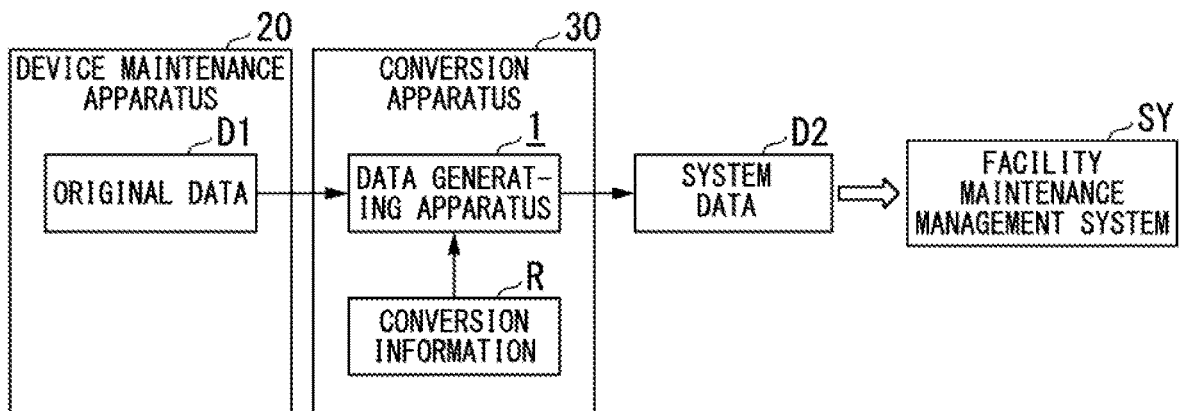 20
DEVICE MAINTENANCE
APPARATUS
D1
ORIGINAL DATA
30
CONVERSION
APPARATUS
1
DATA GENERAT-
ING APPARATUS
R
CONVERSION
INFORMATION
D2
SYSTEM
DATA
SY
FACILITY
MAINTENANCE
MANAGEMENT SYSTEM